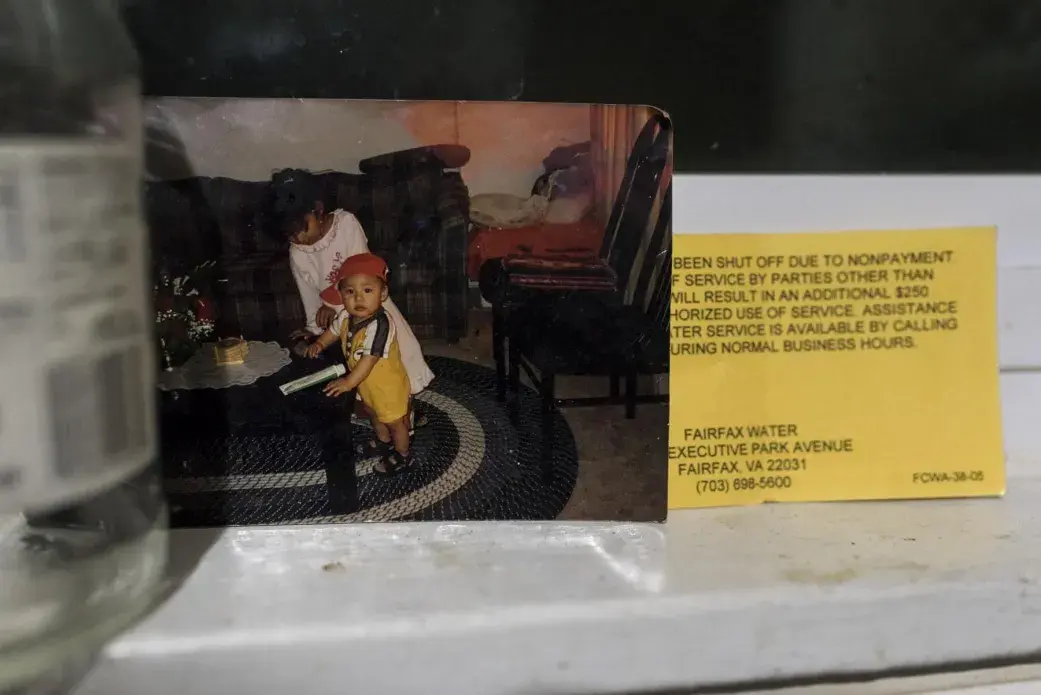 BEEN SHUT OFF DUE TO NONPAYMENT
F SERVICE BY PARTIES OTHER THAN
WILL RESULT IN AN ADDITIONAL $250
HORIZED USE OF SERVICE. ASSISTANCE
TER SERVICE IS AVAILABLE BY CALLING
URING NORMAL BUSINESS HOURS.
FAIRFAX WATER
EXECUTIVE PARK AVENUE
FAIRFAX, VA 22031
(703) 698-5600
FCWA-38-05